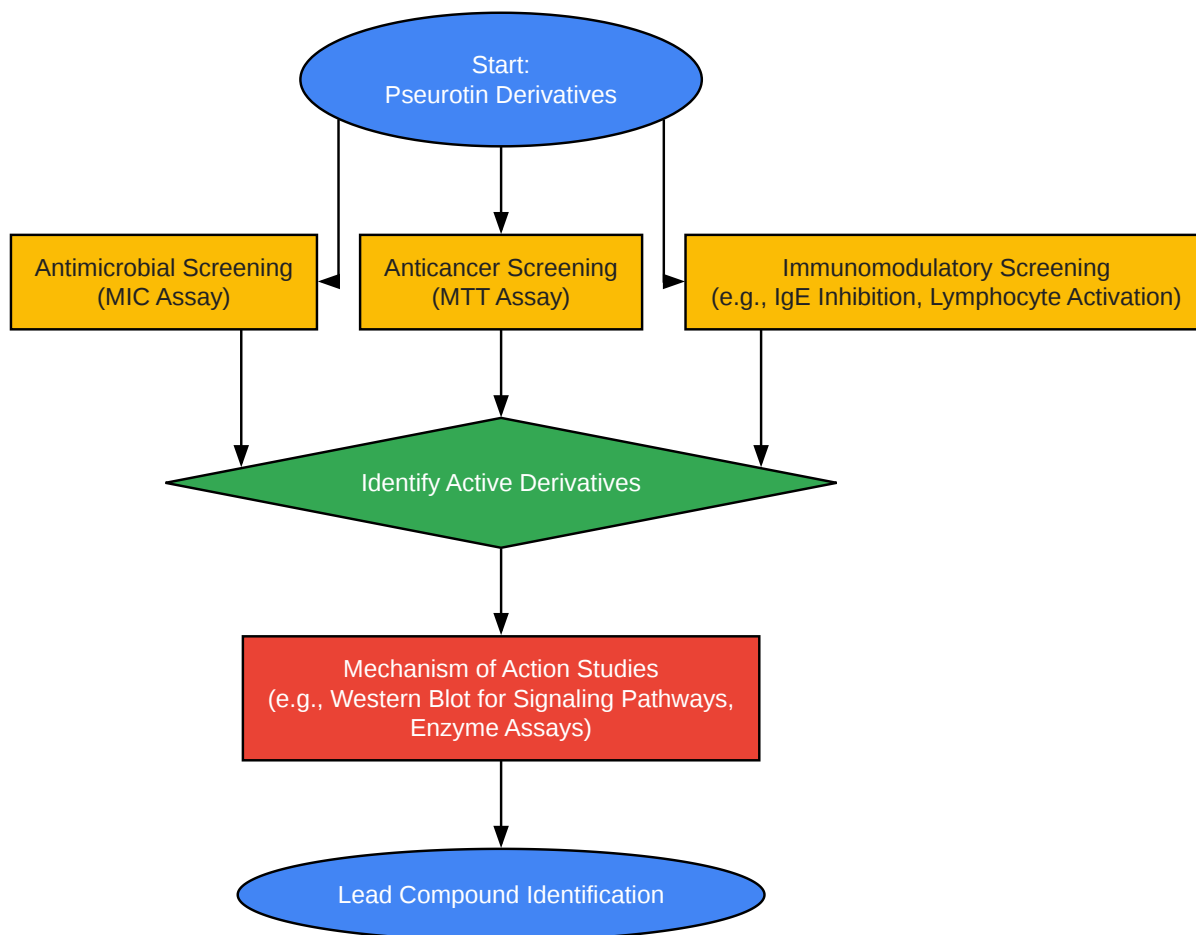 Start:
Pseurotin Derivatives
Antimicrobial Screening
(MIC Assay)
Anticancer Screening
(MTT Assay)
Immunomodulatory Screening
(e.g., IgE Inhibition, Lymphocyte Activation)
Identify Active Derivatives
Mechanism of Action Studies
(e.g., Western Blot for Signaling Pathways,
Enzyme Assays)
Lead Compound Identification